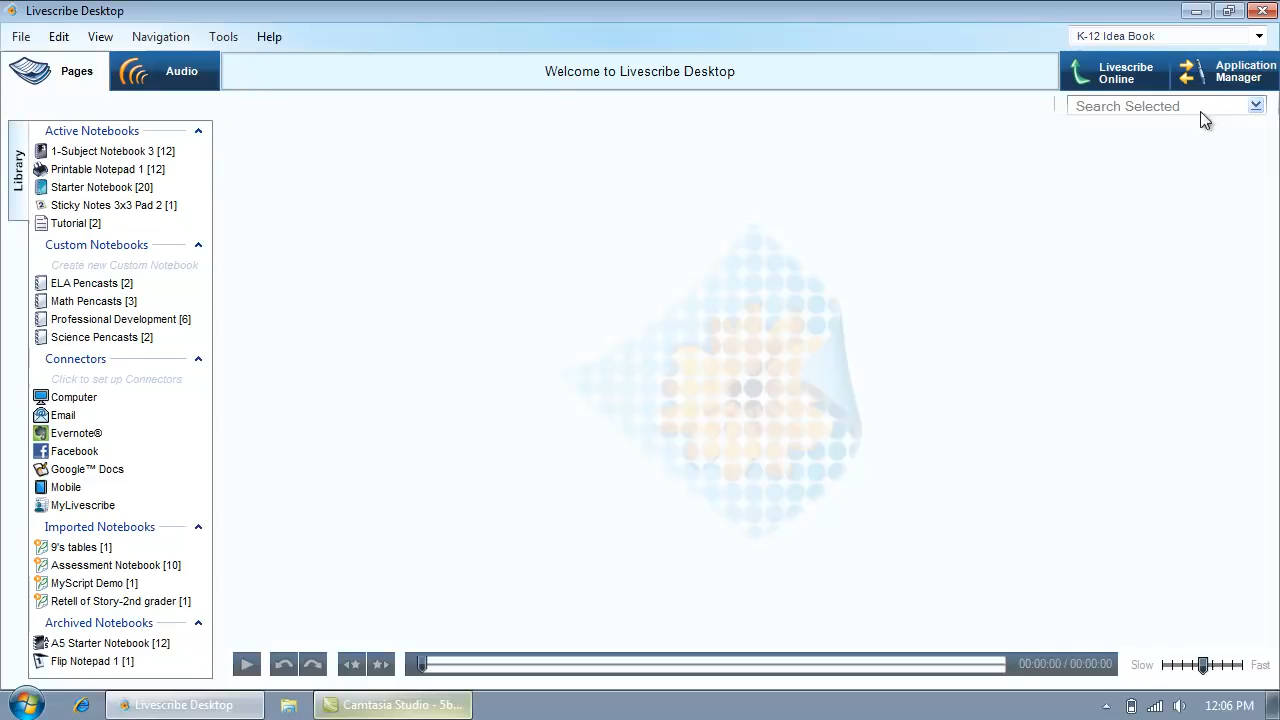 Livescribe Desktop
File Edit View Navigation Tools Help
K-12 Idea Book
Pages
Audio
Welcome to Livescribe Desktop
Livescribe Online
Application Manager
Search Selected
Library
Active Notebooks
1-Subject Notebook 3 [12]
Printable Notepad 1 [12]
Starter Notebook [20]
Sticky Notes 3x3 Pad 2 [1]
Tutorial [2]
Custom Notebooks
Create new Custom Notebook
ELA Pencasts [2]
Math Pencasts [3]
Professional Development [6]
Science Pencasts [2]
Connectors
Click to set up Connectors
Computer
Email
Evernote®
Facebook
Google™ Docs
Mobile
MyLivescribe
Imported Notebooks
9's tables [1]
Assessment Notebook [10]
MyScript Demo [1]
Retell of Story-2nd grader [1]
Archived Notebooks
A5 Starter Notebook [12]
Flip Notepad 1 [1]
00:00:00 / 00:00:00
Slow
Fast
Livescribe Desktop
Camtasia Studio - 5b...
12:06 PM